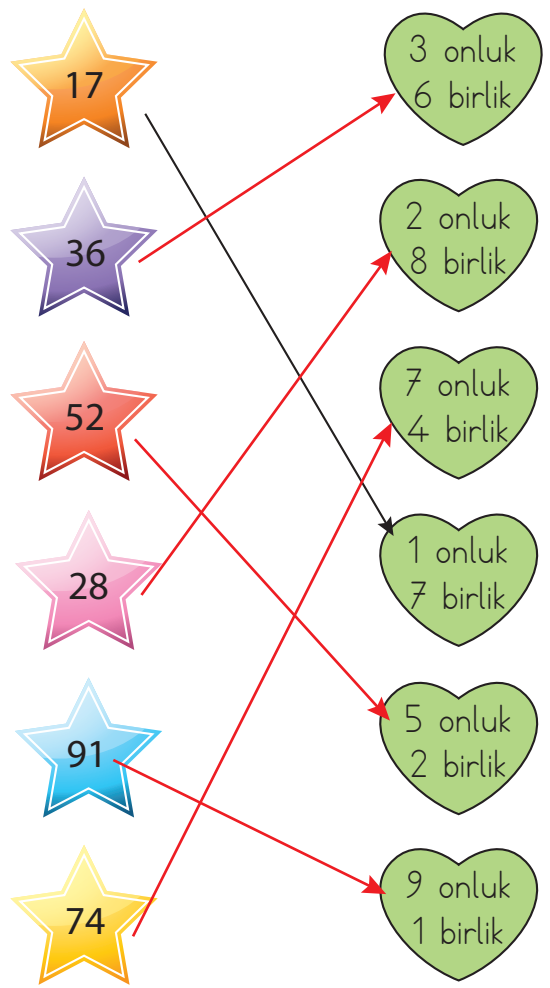 17
3 onluk
6 birlik
36
2 onluk
8 birlik
52
7 onluk
4 birlik
28
1 onluk
7 birlik
91
5 onluk
2 birlik
74
9 onluk
1 birlik